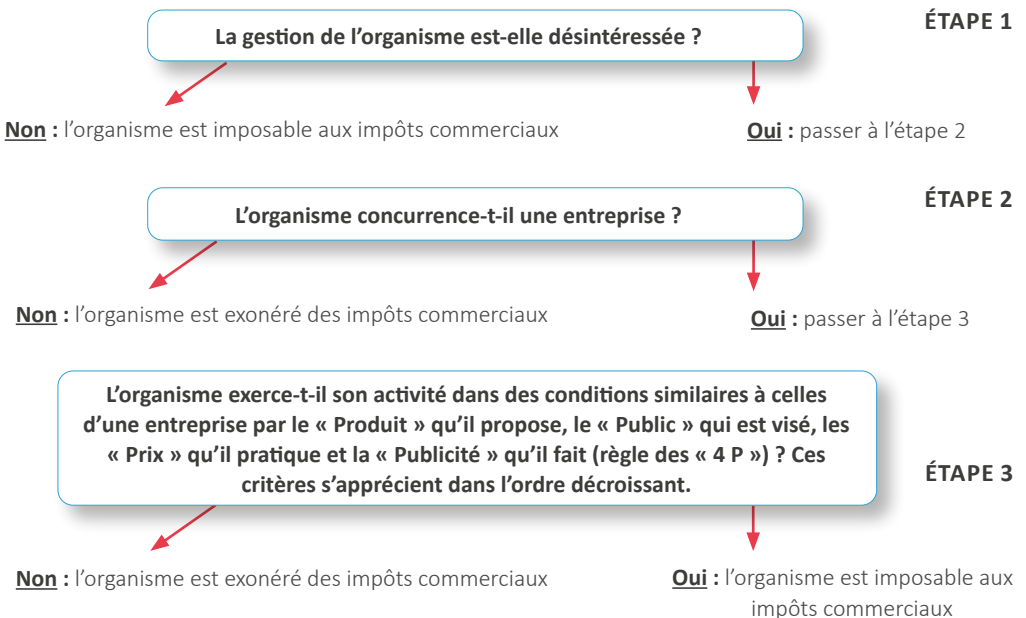 ÉTAPE 1
La gestion de l'organisme est-elle désintéressée ?
Non : l'organisme est imposable aux impôts commerciaux
Oui : passer à l'étape 2
ÉTAPE 2
L'organisme concurrence-t-il une entreprise ?
Non : l'organisme est exonéré des impôts commerciaux
Oui : passer à l'étape 3
L'organisme exerce-t-il son activité dans des conditions similaires à celles
d'une entreprise par le « Produit » qu'il propose, le « Public » qui est visé, les
« Prix » qu'il pratique et la « Publicité » qu'il fait (règle des « 4 P ») ? Ces
critères s'apprécient dans l'ordre décroissant.
ÉTAPE 3
Non : l'organisme est exonéré des impôts commerciaux
Oui : l'organisme est imposable aux
impôts commerciaux